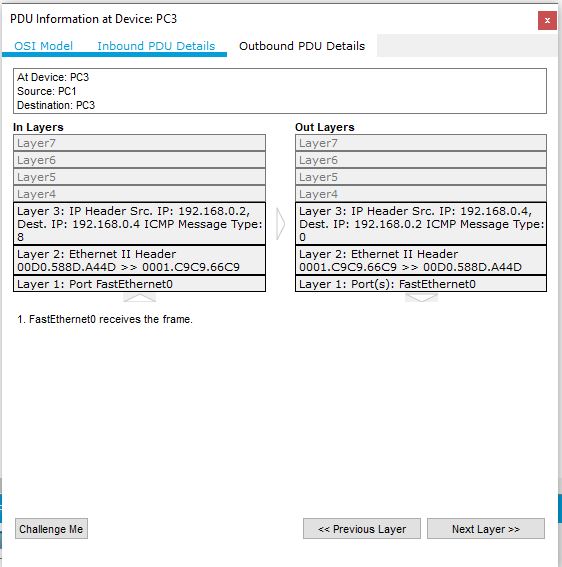 PDU Information at Device: PC3
x
OSI Model Inbound PDU Details Outbound PDU Details
At Device: PC3
Source: PC1
Destination: PC3
In Layers
Layer7
Layer6
Layer5
Layer4
Layer 3: IP Header Src. IP: 192.168.0.2,
Dest. IP: 192.168.0.4 ICMP Message Type:
8
Layer 2: Ethernet II Header
00D0.588D.A44D >> 0001.C9C9.66C9
Layer 1: Port FastEthernet0
Out Layers
Layer7
Layer6
Layer5
Layer4
Layer 3: IP Header Src. IP: 192.168.0.4,
Dest. IP: 192.168.0.2 ICMP Message Type:
0
Layer 2: Ethernet II Header
0001.C9C9.66C9 >> 00D0.588D.A44D
Layer 1: Port(s): FastEthernet0
1. FastEthernet0 receives the frame.
Challenge Me << Previous Layer Next Layer >>